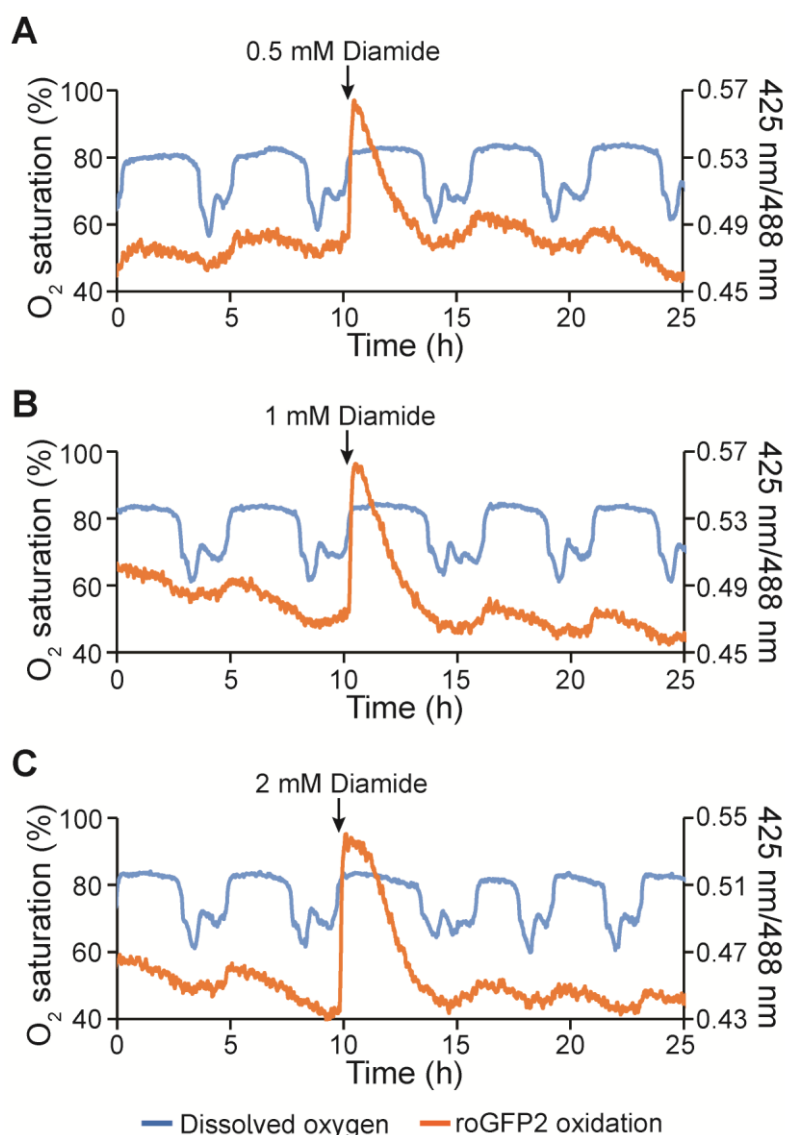 A
0.5 mM Diamide
O₂ saturation (%)
100
80
60
40
0.57
0.53
0.49
0.45
425 nm/488 nm
0 5 10 15 20 25
Time (h)
B
1 mM Diamide
O₂ saturation (%)
100
80
60
40
0.57
0.53
0.49
0.45
425 nm/488 nm
0 5 10 15 20 25
Time (h)
C
2 mM Diamide
O₂ saturation (%)
100
80
60
40
0.55
0.51
0.47
0.43
425 nm/488 nm
0 5 10 15 20 25
Time (h)
Dissolved oxygen roGFP2 oxidation